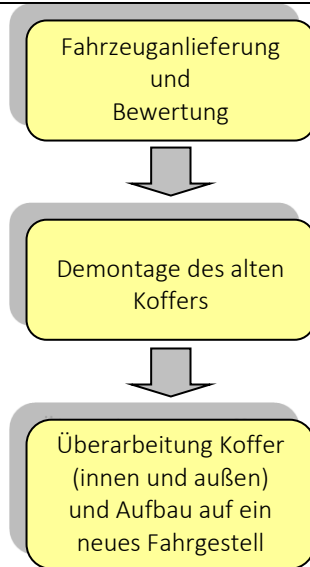 Fahrzeuganlieferung
und
Bewertung
Demontage des alten
Koffers
Überarbeitung Koffer
(innen und außen)
und Aufbau auf ein
neues Fahrgestell